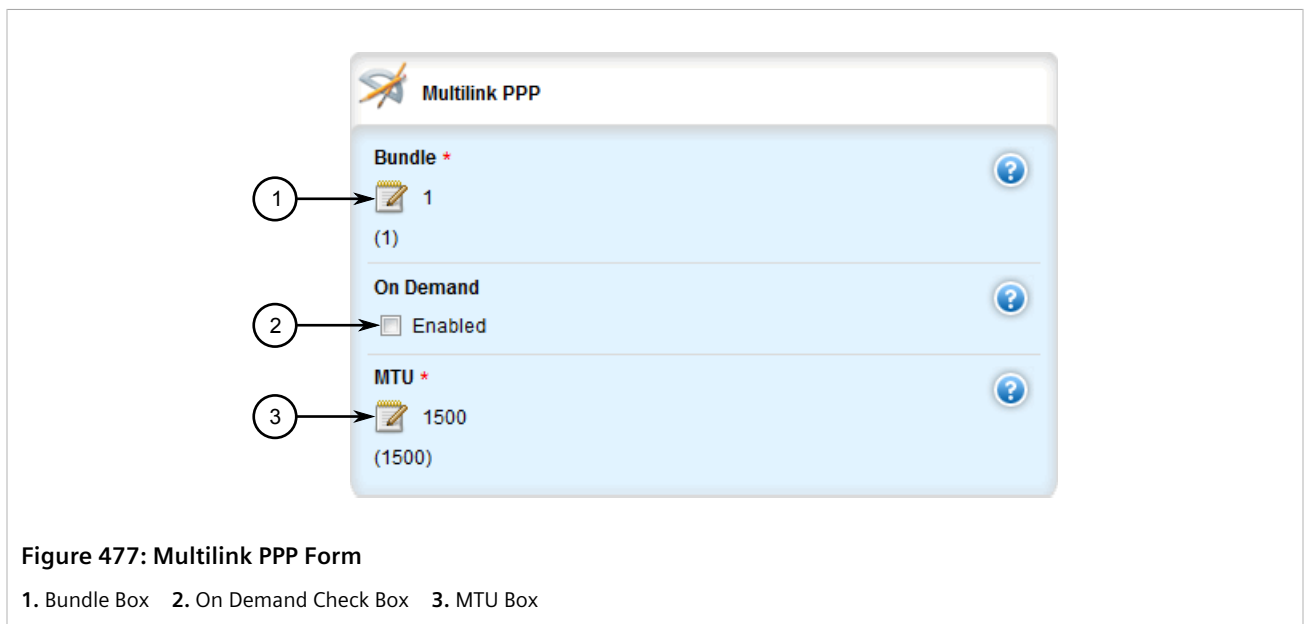 Multilink PPP
Bundle *
1
1
(1)
On Demand
2
Enabled
MTU *
3
1500
(1500)
Figure 477: Multilink PPP Form
1. Bundle Box 2. On Demand Check Box 3. MTU Box